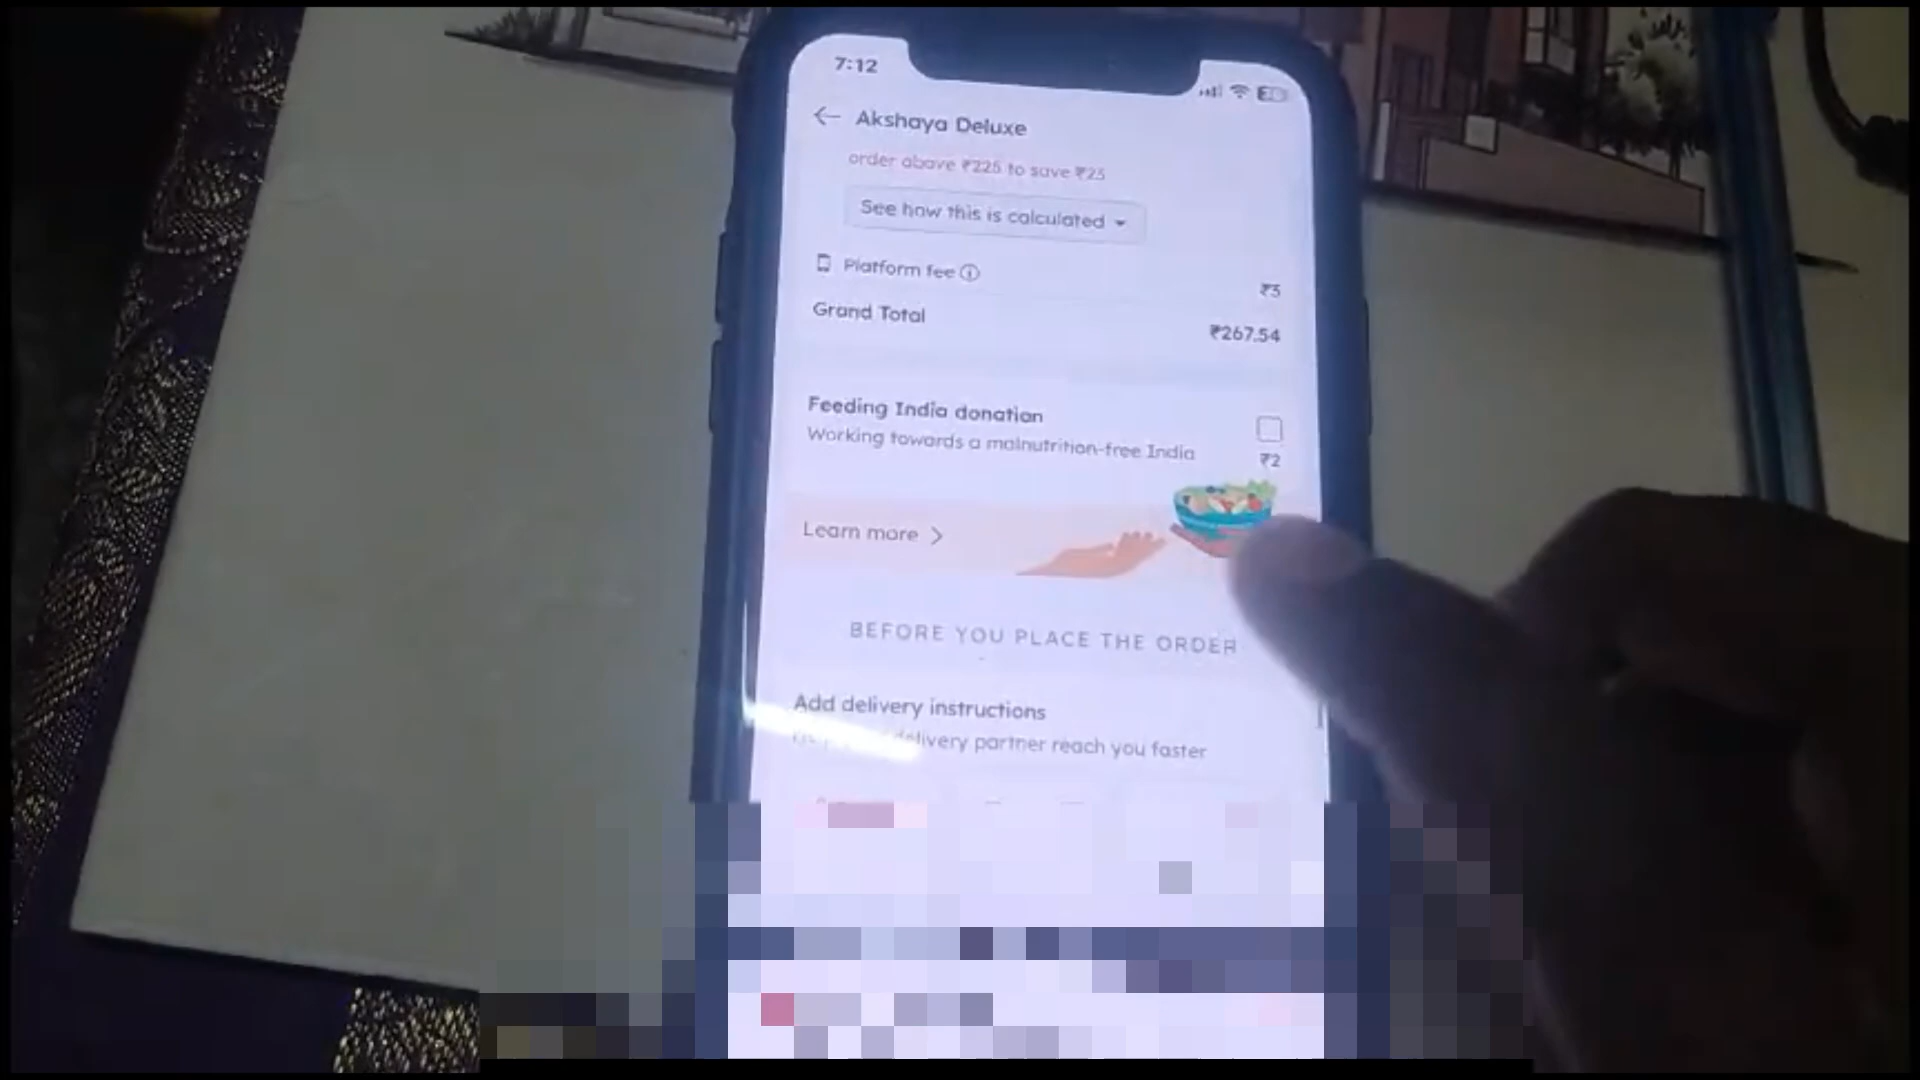 7:12
Akshaya Deluxe
order above ₹225 to save ₹25
See how this is calculated
Platform fee
₹3
Grand Total
₹267.54
Feeding India donation
Working towards a malnutrition-free India
₹2
Learn more >
BEFORE YOU PLACE THE ORDER
Add delivery instructions
delivery partner reach you faster